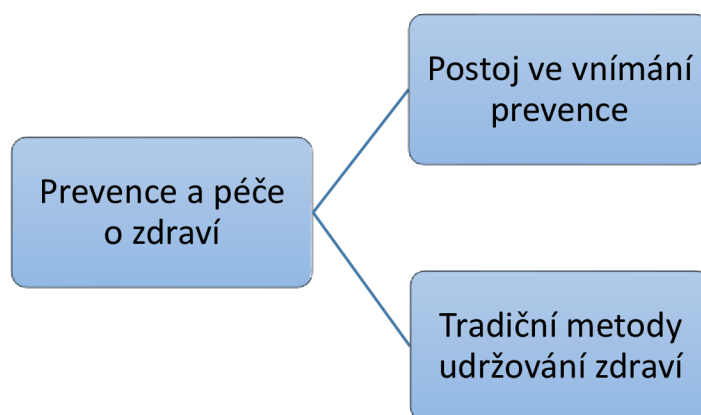 Postoj ve vnímání
prevence
Prevence a péče
o zdraví
Tradiční metody
udržování zdraví